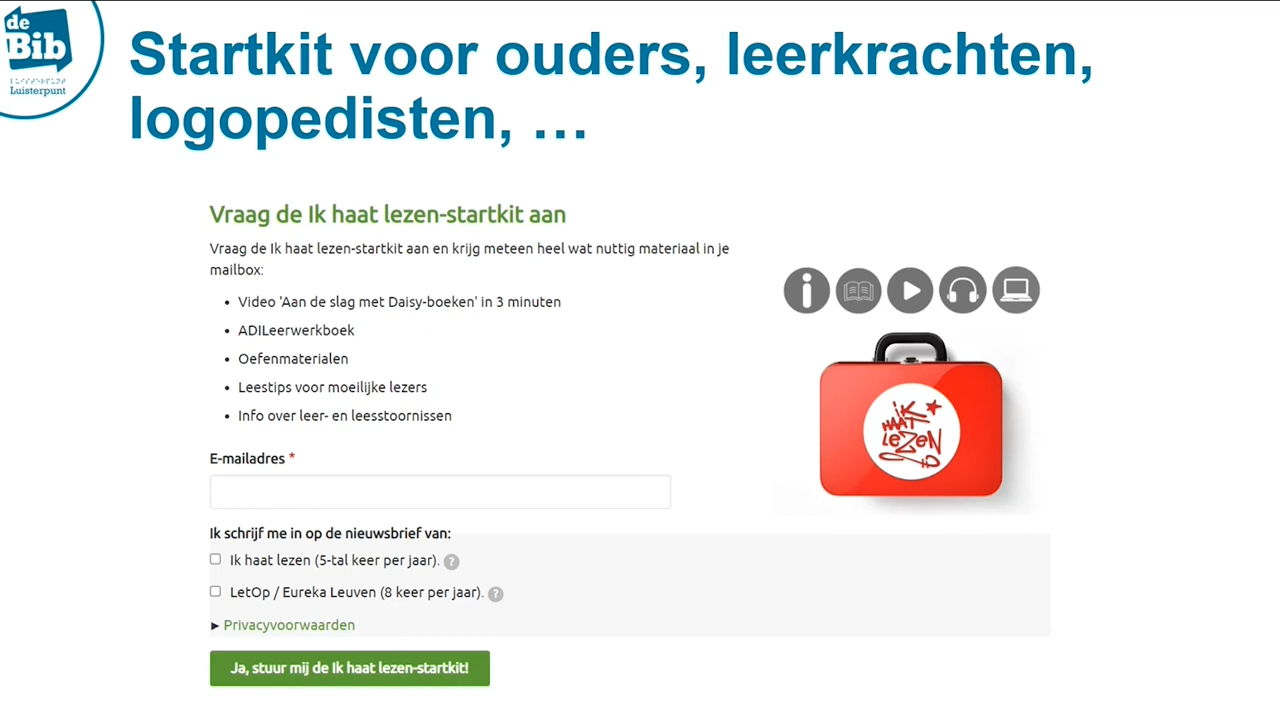 de
Bib
Luisterpunt
Startkit voor ouders, leerkrachten,
logopedisten, …
Vraag de Ik haat lezen-startkit aan
Vraag de Ik haat lezen-startkit aan en krijg meteen heel wat nuttig materiaal in je
mailbox:
• Video 'Aan de slag met Daisy-boeken' in 3 minuten
• ADILeerwerkboek
• Oefenmaterialen
• Leestips voor moeilijke lezers
• Info over leer- en leesstoornissen
iK
HAAT
LeZeN
E-mailadres *
Ik schrijf me in op de nieuwsbrief van:
Ik haat lezen (5-tal keer per jaar). ?
LetOp / Eureka Leuven (8 keer per jaar). ?
► Privacyvoorwaarden
Ja, stuur mij de Ik haat lezen-startkit!